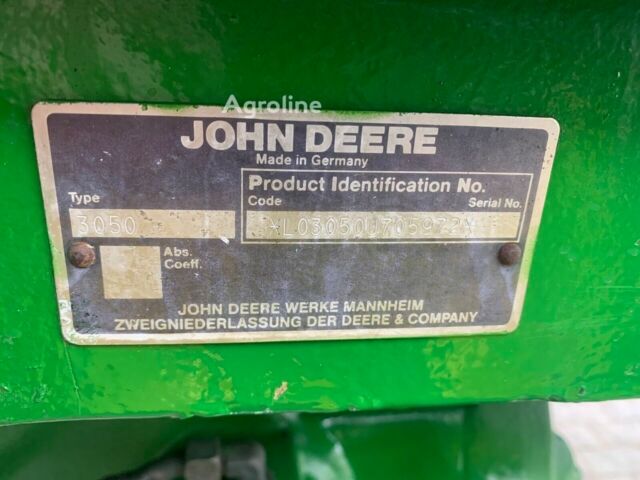 Agroline
JOHN DEERE
Made in Germany
Product Identification No.
Type
Code
Serial No.
3050
*L03050U705972*
Abs.
Coeff.
JOHN DEERE WERKE MANNHEIM
ZWEIGNIEDERLASSUNG DER DEERE & COMPANY